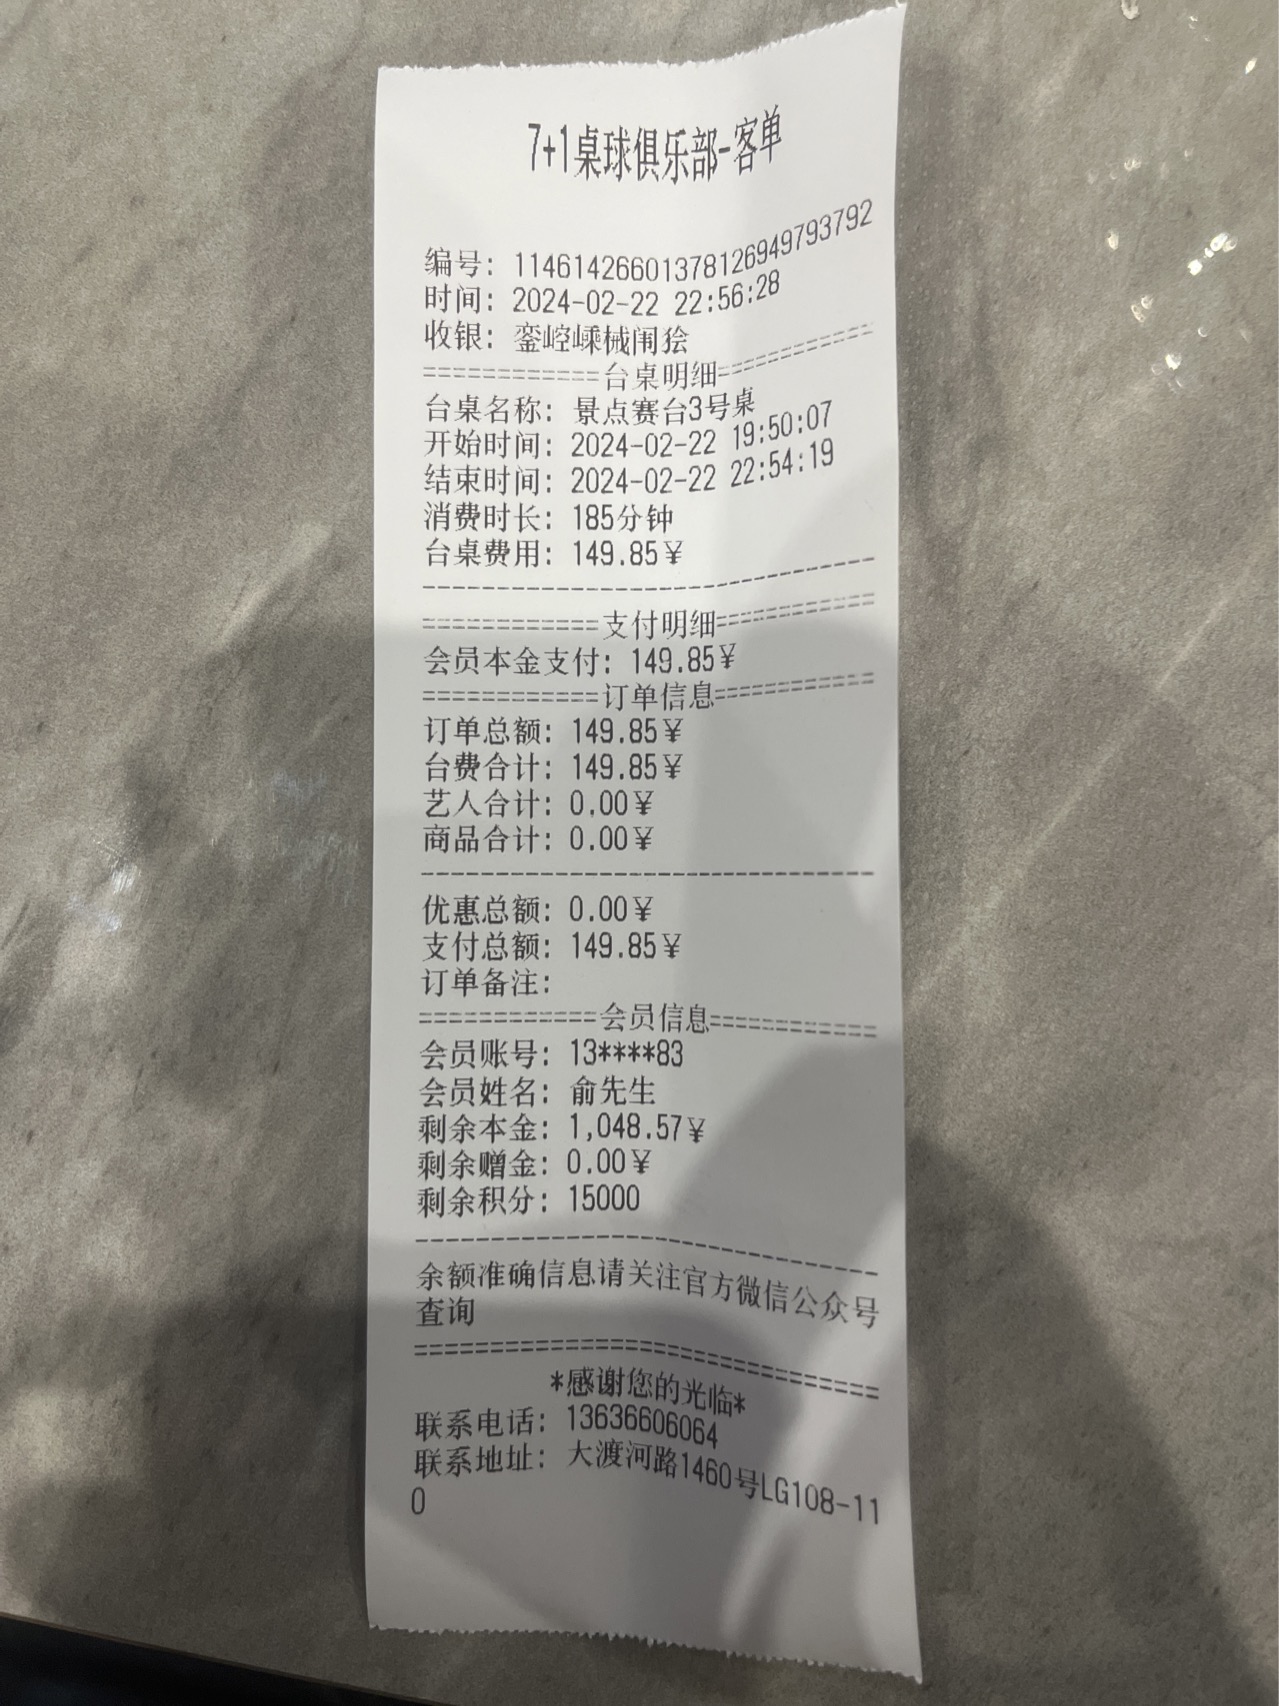 7+1桌球俱乐部-客单
编号: 1146142660137812694979​3792
时间: 2024-02-22 22:56:28
收银: 銮崆嵊械闹狯
============台桌明细============
台桌名称: 景点赛台3号桌
开始时间: 2024-02-22 19:50:07
结束时间: 2024-02-22 22:54:19
消费时长: 185分钟
台桌费用: 149.85¥
--------------------------------
============支付明细============
会员本金支付: 149.85¥
============订单信息============
订单总额: 149.85¥
台费合计: 149.85¥
艺人合计: 0.00¥
商品合计: 0.00¥
--------------------------------
优惠总额: 0.00¥
支付总额: 149.85¥
订单备注:
============会员信息============
会员账号: 13****83
会员姓名: 俞先生
剩余本金: 1,048.57¥
剩余赠金: 0.00¥
剩余积分: 15000
--------------------------------
余额准确信息请关注官方微信公众号
查询
================================
*感谢您的光临*
联系电话: 13636606064
联系地址: 大渡河路1460号LG108-11
0